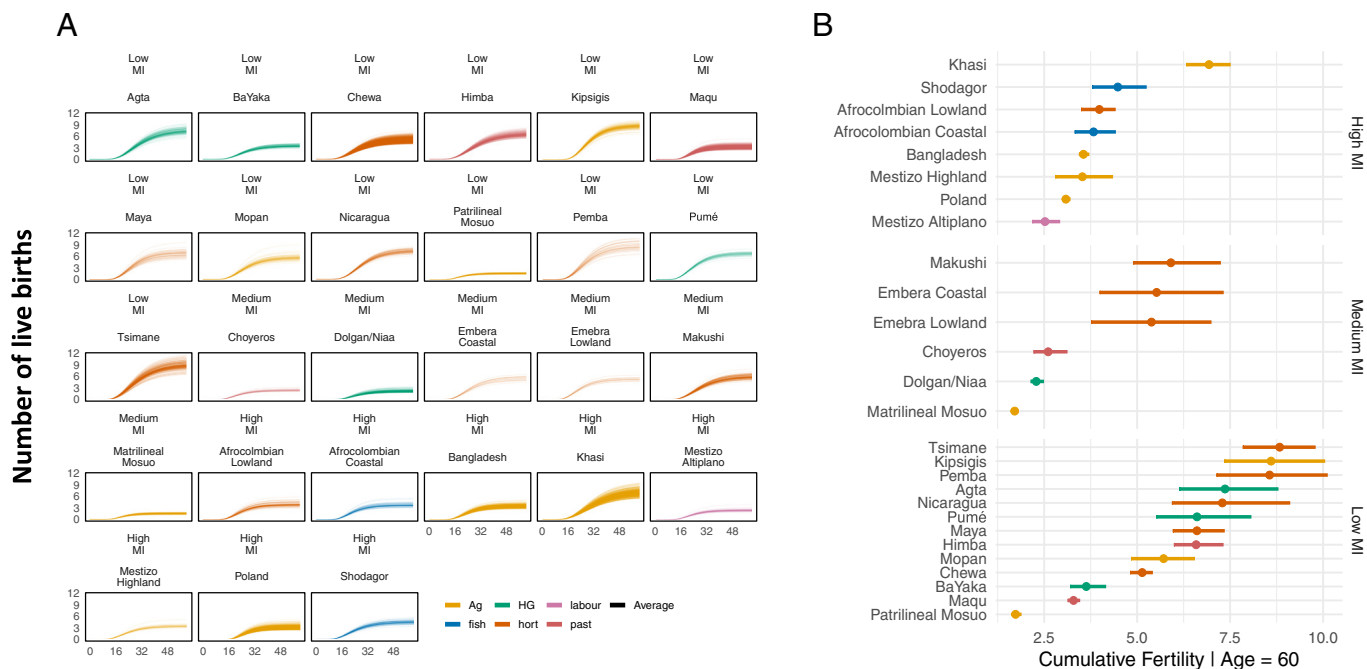 A
Number of live births
Low
MI
Low
MI
Low
MI
Low
MI
Low
MI
Low
MI
Agta
BaYaka
Chewa
Himba
Kipsigis
Maqu
12
9
6
3
0
Low
MI
Low
MI
Low
MI
Low
MI
Low
MI
Low
MI
Maya
Mopan
Nicaragua
Patrilineal
Mosuo
Pemba
Pumé
12
9
6
3
0
Low
MI
Medium
MI
Medium
MI
Medium
MI
Medium
MI
Medium
MI
Tsimane
Choyeros
Dolgan/Niaa
Embera
Coastal
Emebra
Lowland
Makushi
12
9
6
3
0
Medium
MI
High
MI
High
MI
High
MI
High
MI
High
MI
Matrilineal
Mosuo
Afrocolmbian
Lowland
Afrocolombian
Coastal
Bangladesh
Khasi
Mestizo
Altiplano
12
9
6
3
0
0 16 32 48
0 16 32 48
0 16 32 48
High
MI
High
MI
High
MI
Mestizo
Highland
Poland
Shodagor
12
9
6
3
0
0 16 32 48
0 16 32 48
0 16 32 48
Ag HG labour Average
fish hort past
B
Khasi
Shodagor
Afrocolmbian Lowland
Afrocolombian Coastal
Bangladesh
Mestizo Highland
Poland
Mestizo Altiplano
High MI
Makushi
Embera Coastal
Emebra Lowland
Choyeros
Dolgan/Niaa
Matrilineal Mosuo
Medium MI
Tsimane
Kipsigis
Pemba
Agta
Nicaragua
Pumé
Maya
Himba
Mopan
Chewa
BaYaka
Maqu
Patrilineal Mosuo
Low MI
2.5 5.0 7.5 10.0
Cumulative Fertility | Age = 60